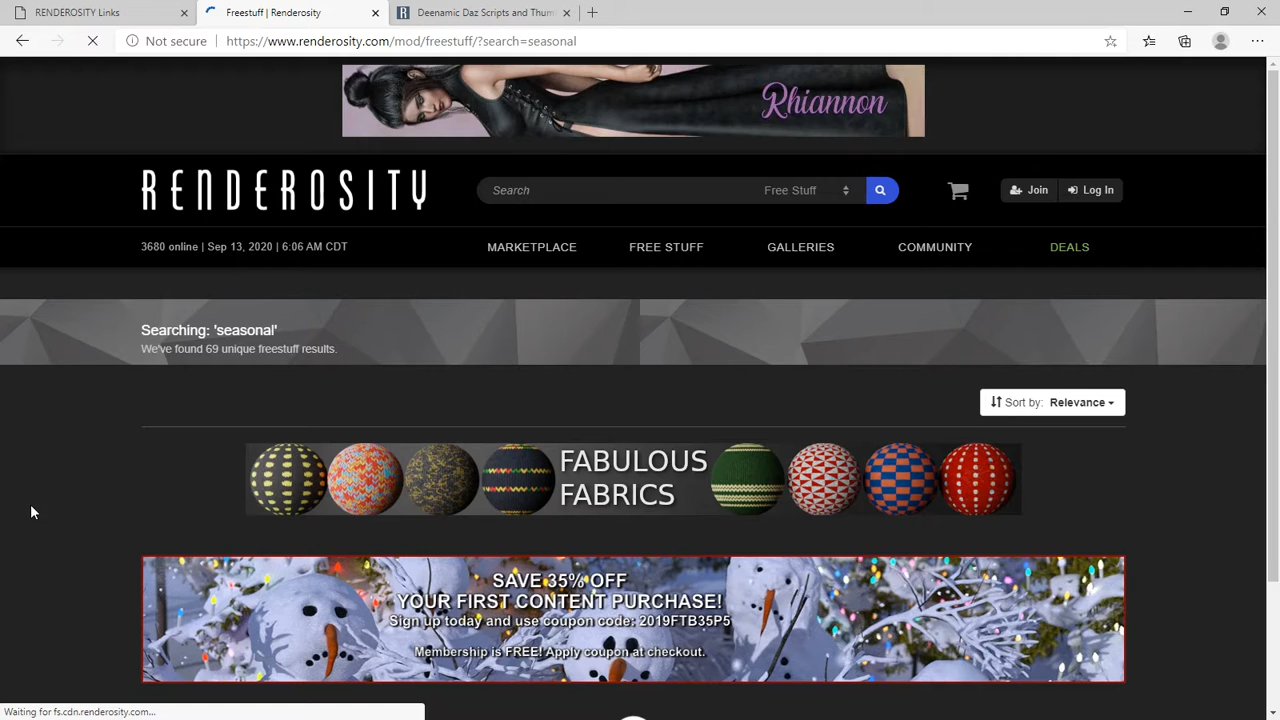 RENDEROSITY Links
Freestuff | Renderosity
Deenamic Daz Scripts and Thum
Not secure
https://www.renderosity.com/mod/freestuff/?search=seasonal
Rhiannon
RENDEROSITY
Search
Free Stuff
Join
Log In
3680 online | Sep 13, 2020 | 6:06 AM CDT
MARKETPLACE
FREE STUFF
GALLERIES
COMMUNITY
DEALS
Searching: 'seasonal'
We've found 69 unique freestuff results.
Sort by: Relevance
FABULOUS
FABRICS
SAVE 35% OFF
YOUR FIRST CONTENT PURCHASE!
Sign up today and use coupon code: 2019FTB35P5
Membership is FREE! Apply coupon at checkout.
Waiting for fs.cdn.renderosity.com...